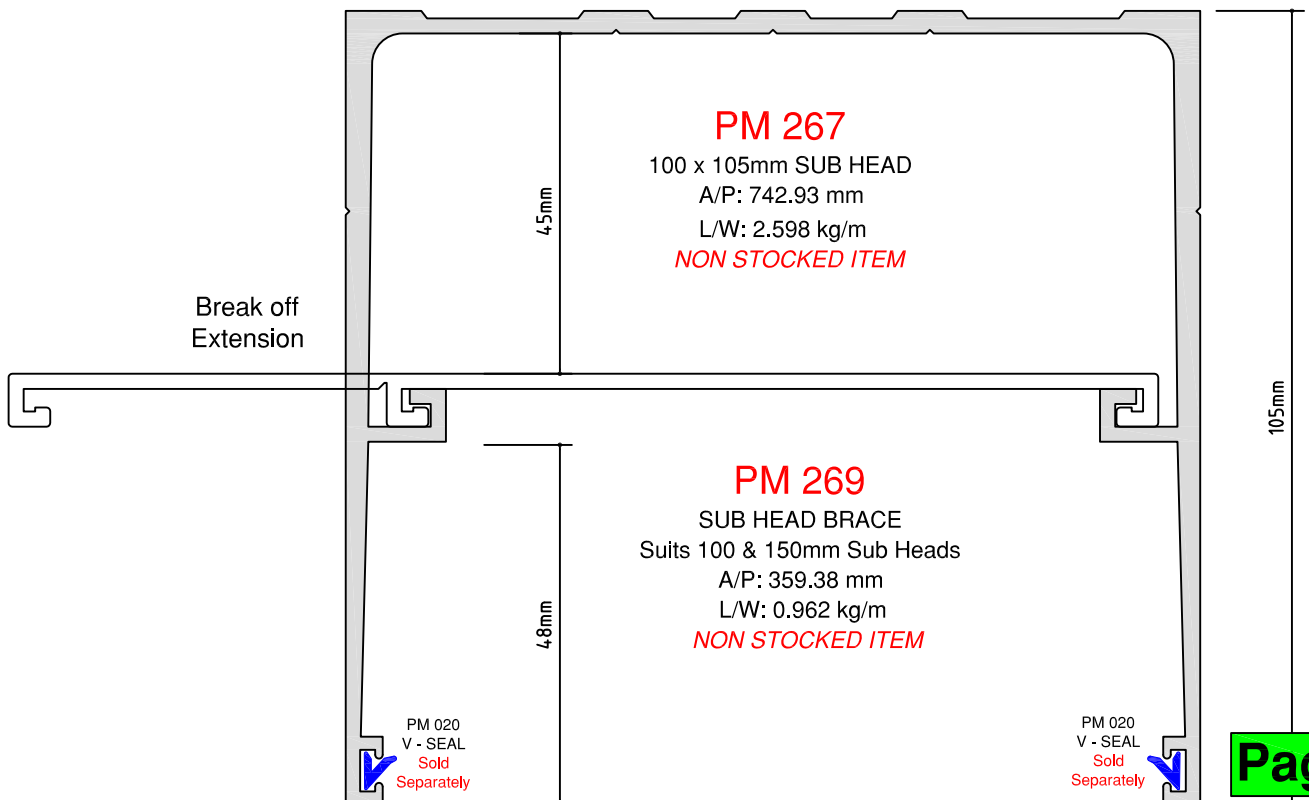 PM 267
100 x 105mm SUB HEAD
A/P: 742.93 mm
L/W: 2.598 kg/m
NON STOCKED ITEM
45mm
Break off
Extension
105mm
PM 269
SUB HEAD BRACE
Suits 100 & 150mm Sub Heads
A/P: 359.38 mm
L/W: 0.962 kg/m
NON STOCKED ITEM
48mm
PM 020
V - SEAL
Sold
Separately
PM 020
V - SEAL
Sold
Separately
Pag